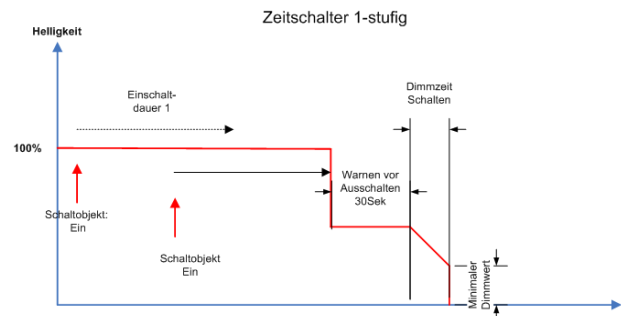 Zeitschalter 1-stufig
Helligkeit
Einschalt-
dauer 1
Dimmzeit
Schalten
100%
Warnen vor
Ausschalten
30Sek
Schaltobjekt:
Ein
Schaltobjekt
Ein
Minimaler
Dimmwert